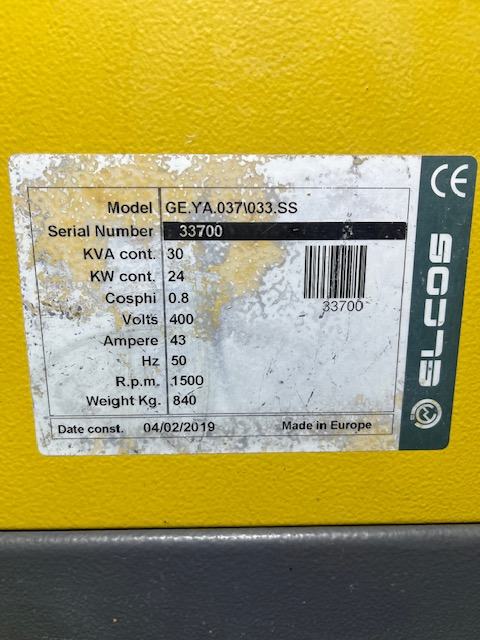 Model GE.YA.037\033.SS
Serial Number 33700
KVA cont. 30
KW cont. 24
Cosphi 0.8
Volts 400
Ampere 43
Hz 50
R.p.m. 1500
Weight Kg. 840
33700
Date const. 04/02/2019 Made in Europe
CE
ELCOS